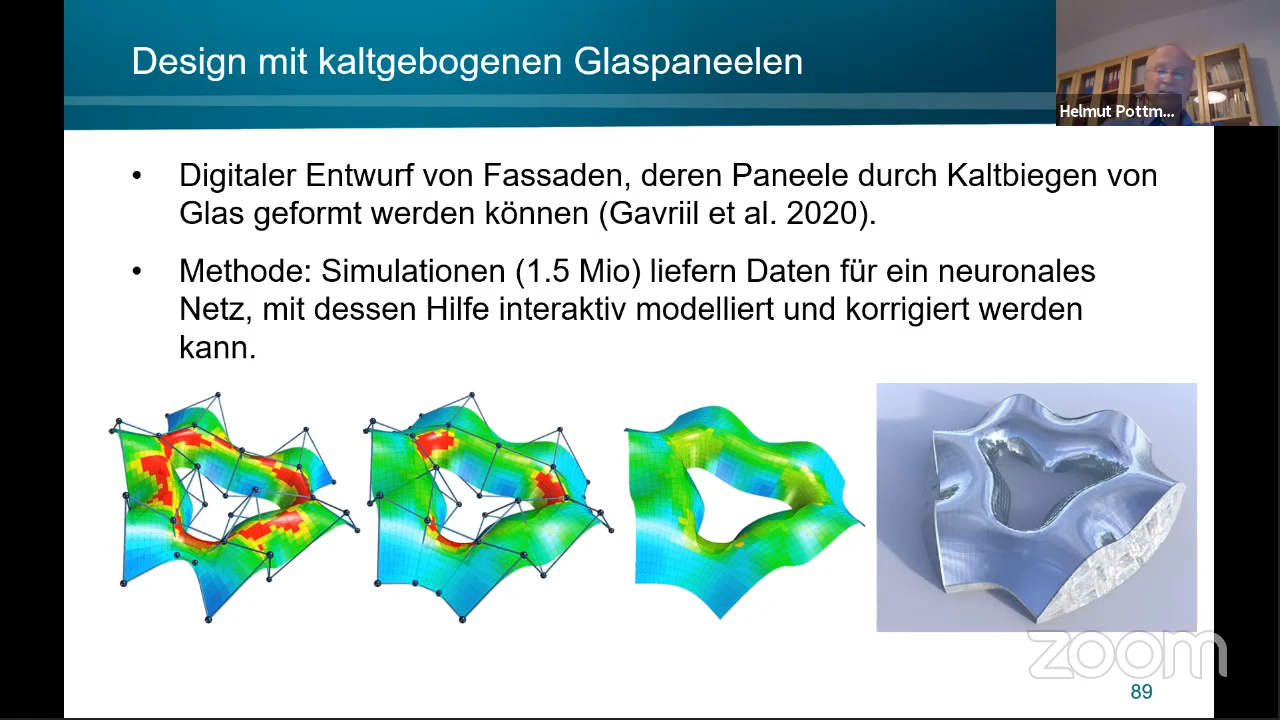 Design mit kaltgebogenen Glaspaneelen
Helmut Pottm...
• Digitaler Entwurf von Fassaden, deren Paneele durch Kaltbiegen von
Glas geformt werden können (Gavriil et al. 2020).
• Methode: Simulationen (1.5 Mio) liefern Daten für ein neuronales
Netz, mit dessen Hilfe interaktiv modelliert und korrigiert werden
kann.
zoom
89